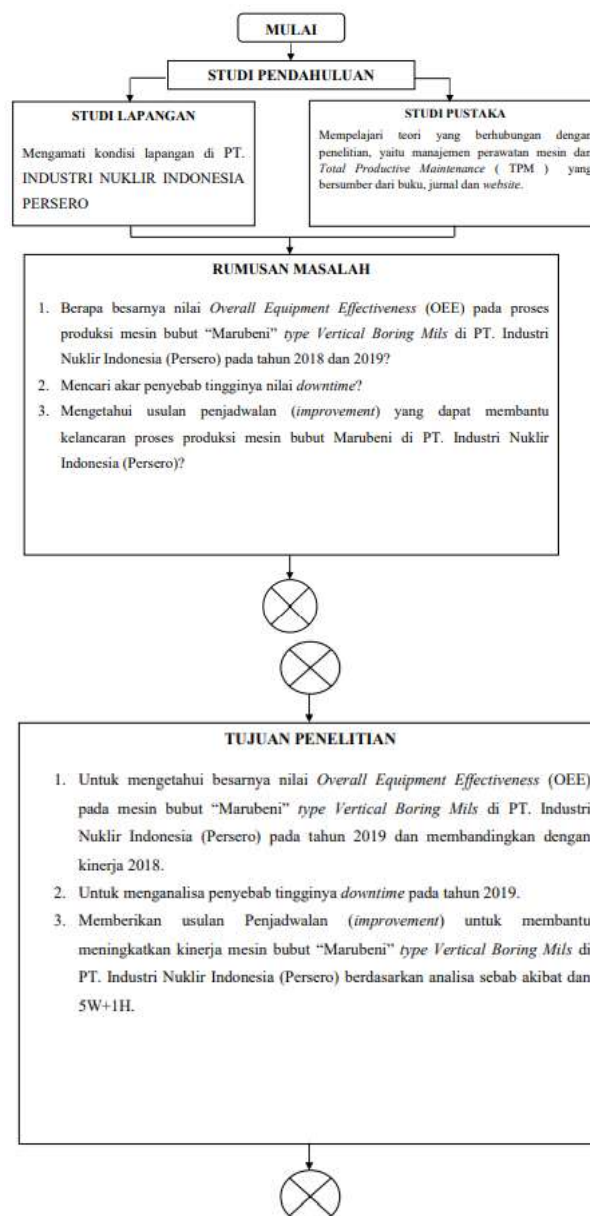 MULAI
STUDI PENDAHULUAN
STUDI LAPANGAN
Mengamati kondisi lapangan di PT.
INDUSTRI NUKLIR INDONESIA
PERSERO
STUDI PUSTAKA
Mempelajari teori yang berhubungan dengan
penelitian, yaitu manajemen perawatan mesin dan
Total Productive Maintenance ( TPM ) yang
bersumber dari buku, jurnal dan website.
RUMUSAN MASALAH
1. Berapa besarnya nilai Overall Equipment Effectiveness (OEE) pada proses
produksi mesin bubut “Marubeni” type Vertical Boring Mils di PT. Industri
Nuklir Indonesia (Persero) pada tahun 2018 dan 2019?
2. Mencari akar penyebab tingginya nilai downtime?
3. Mengetahui usulan penjadwalan (improvement) yang dapat membantu
kelancaran proses produksi mesin bubut Marubeni di PT. Industri Nuklir
Indonesia (Persero)?
TUJUAN PENELITIAN
1. Untuk mengetahui besarnya nilai Overall Equipment Effectiveness (OEE)
pada mesin bubut “Marubeni” type Vertical Boring Mils di PT. Industri
Nuklir Indonesia (Persero) pada tahun 2019 dan membandingkan dengan
kinerja 2018.
2. Untuk menganalisa penyebab tingginya downtime pada tahun 2019.
3. Memberikan usulan Penjadwalan (improvement) untuk membantu
meningkatkan kinerja mesin bubut “Marubeni” type Vertical Boring Mils di
PT. Industri Nuklir Indonesia (Persero) berdasarkan analisa sebab akibat dan
5W+1H.